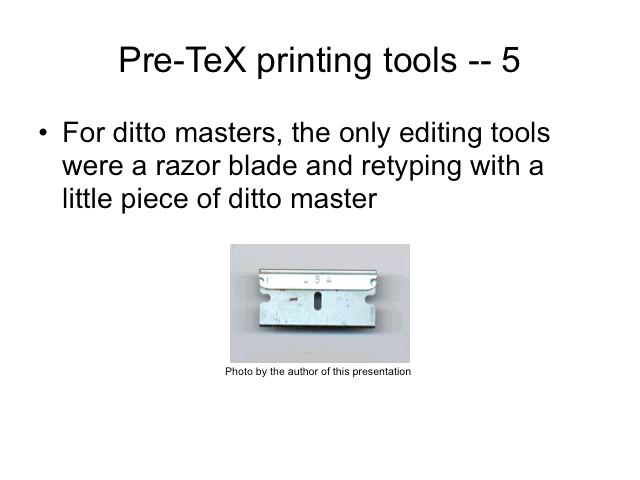 Pre-TeX printing tools -- 5
• For ditto masters, the only editing tools
were a razor blade and retyping with a
little piece of ditto master
USA
Photo by the author of this presentation